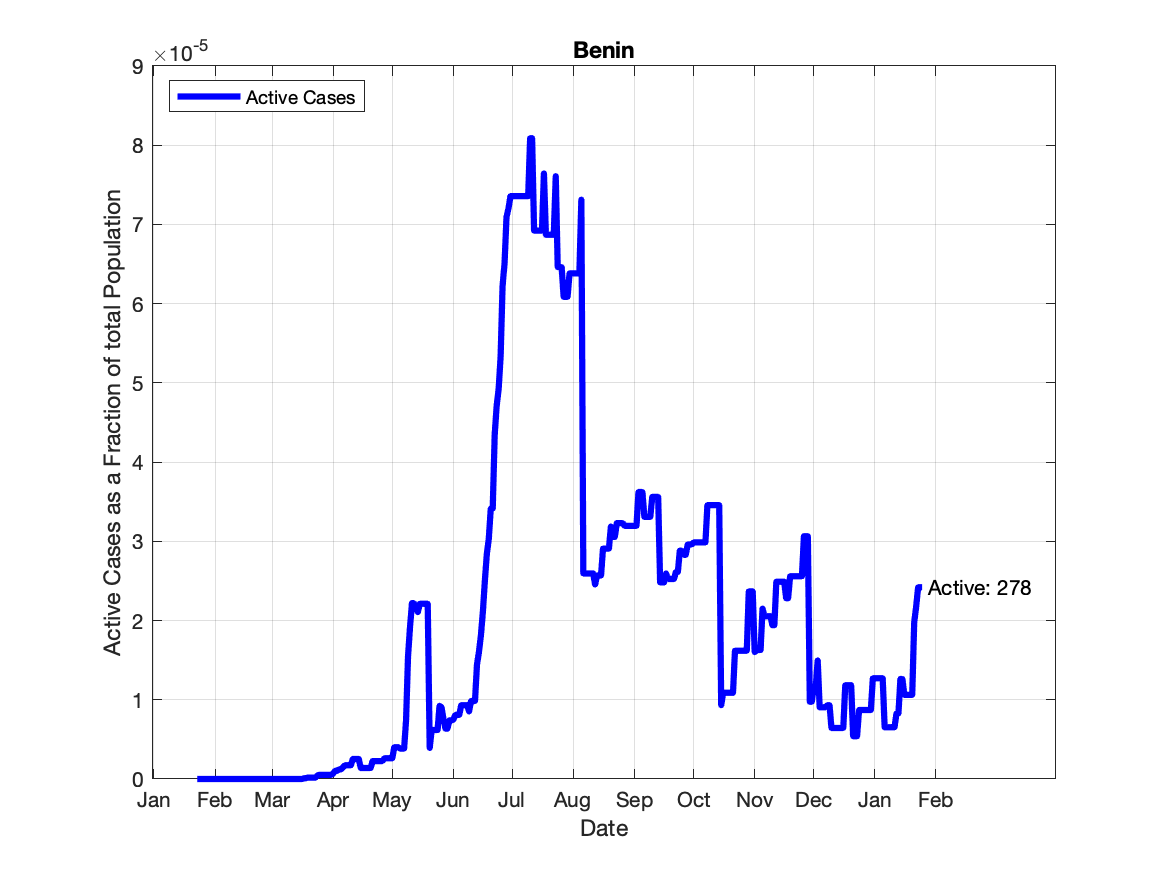 Benin
×10-5
Active Cases
9
8
7
6
5
4
3
2
1
0
Active Cases as a Fraction of total Population
Active: 278
Jan Feb Mar Apr May Jun Jul Aug Sep Oct Nov Dec Jan Feb
Date